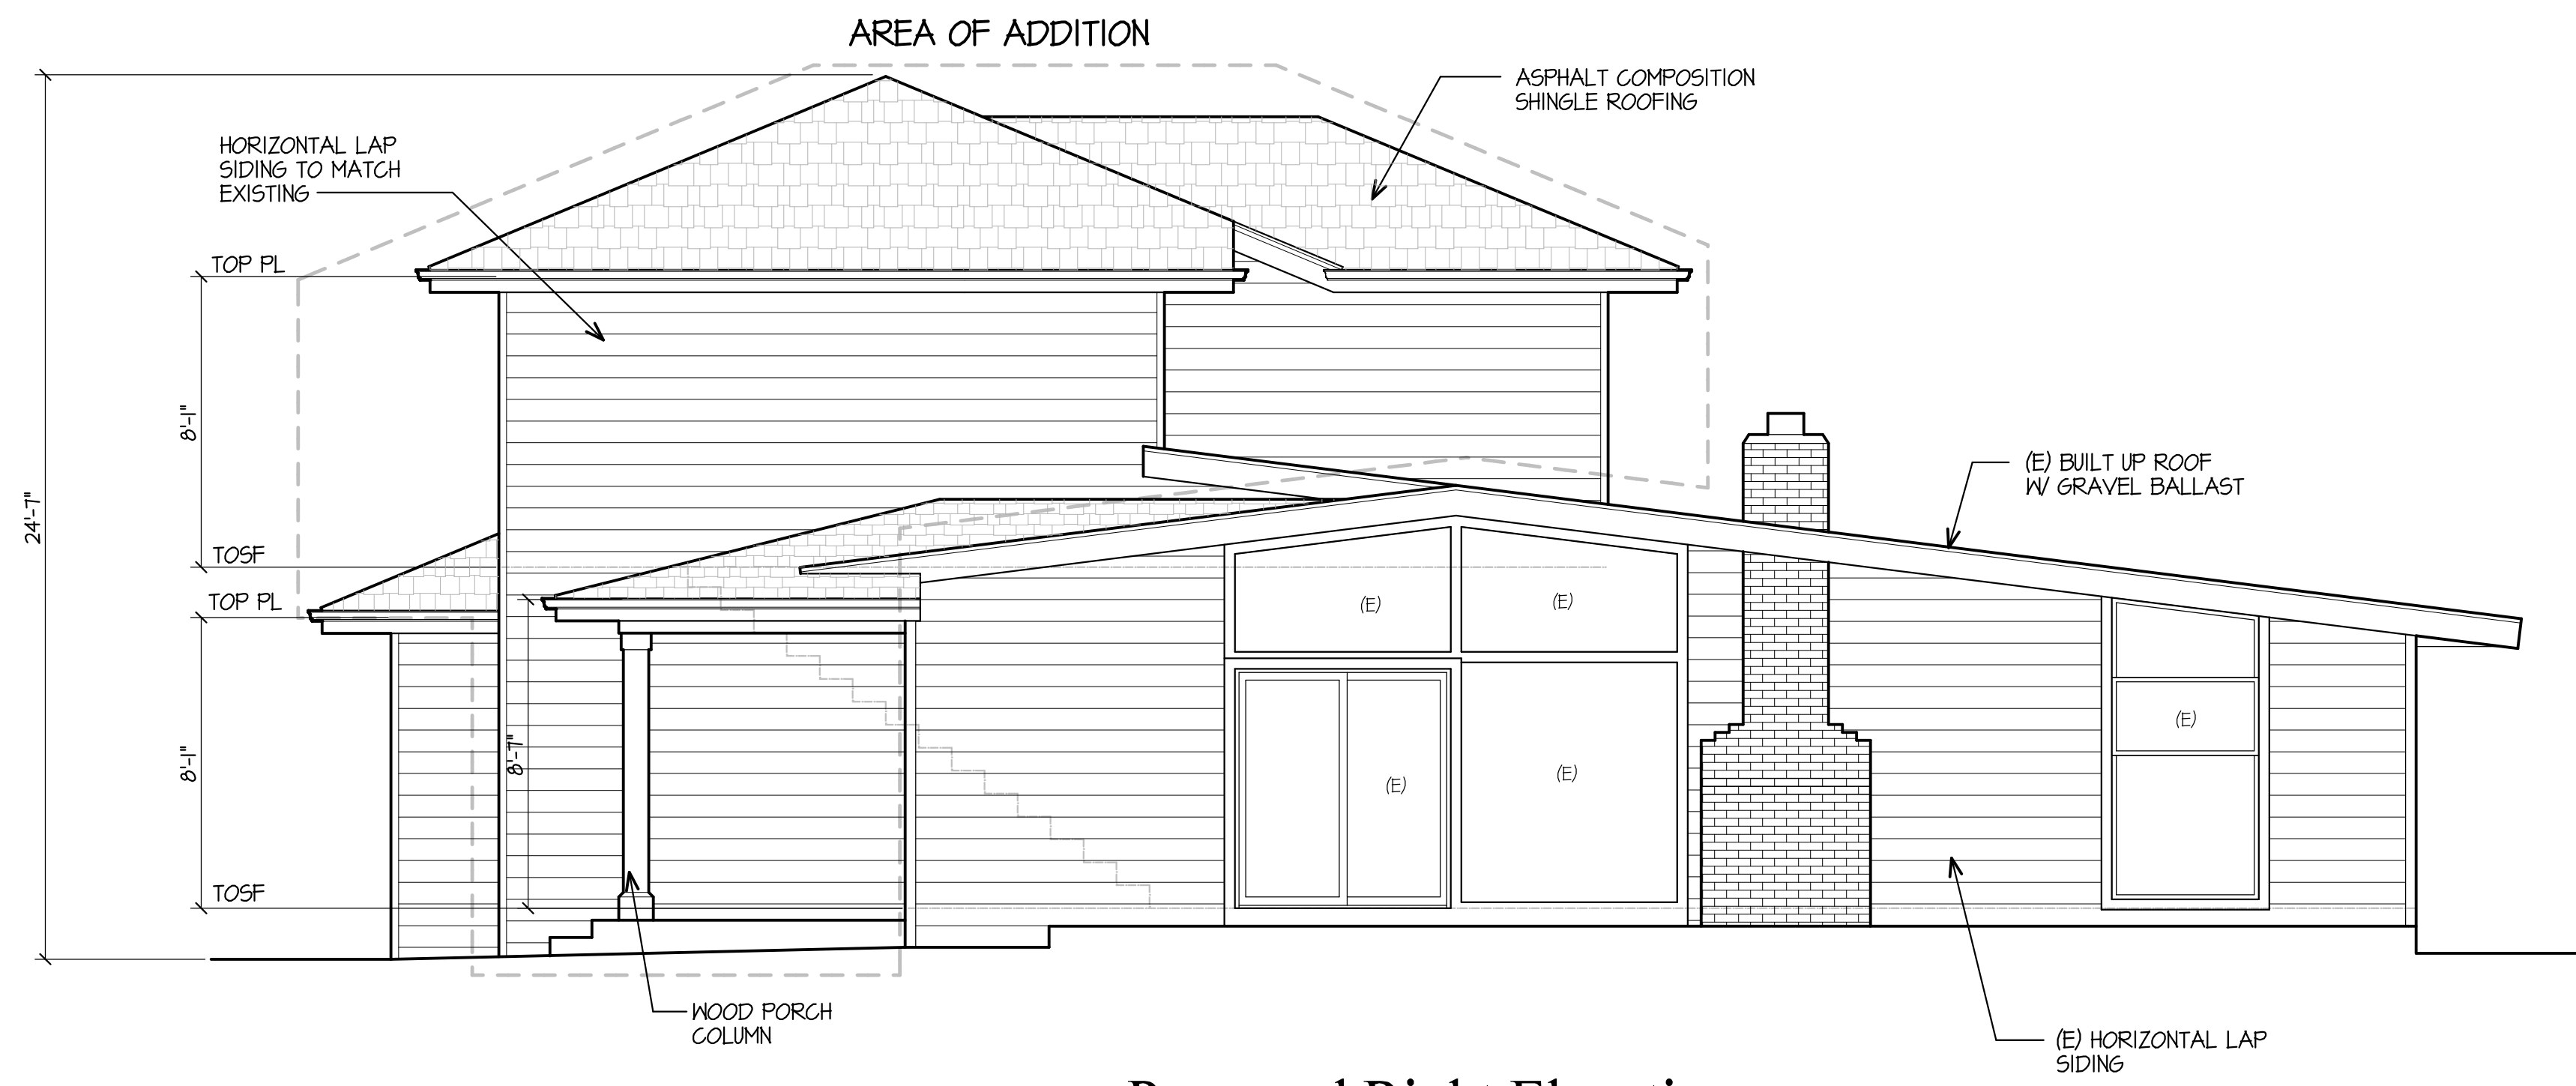 AREA OF ADDITION
ASPHALT COMPOSITION
SHINGLE ROOFING
HORIZONTAL LAP
SIDING TO MATCH
EXISTING
TOP PL
8'-1"
24'-7"
TOSF
TOP PL
8'-1"
8'-7"
TOSF
(E) BUILT UP ROOF
W/ GRAVEL BALLAST
(E)
(E)
(E)
(E)
(E)
WOOD PORCH
COLUMN
(E) HORIZONTAL LAP
SIDING